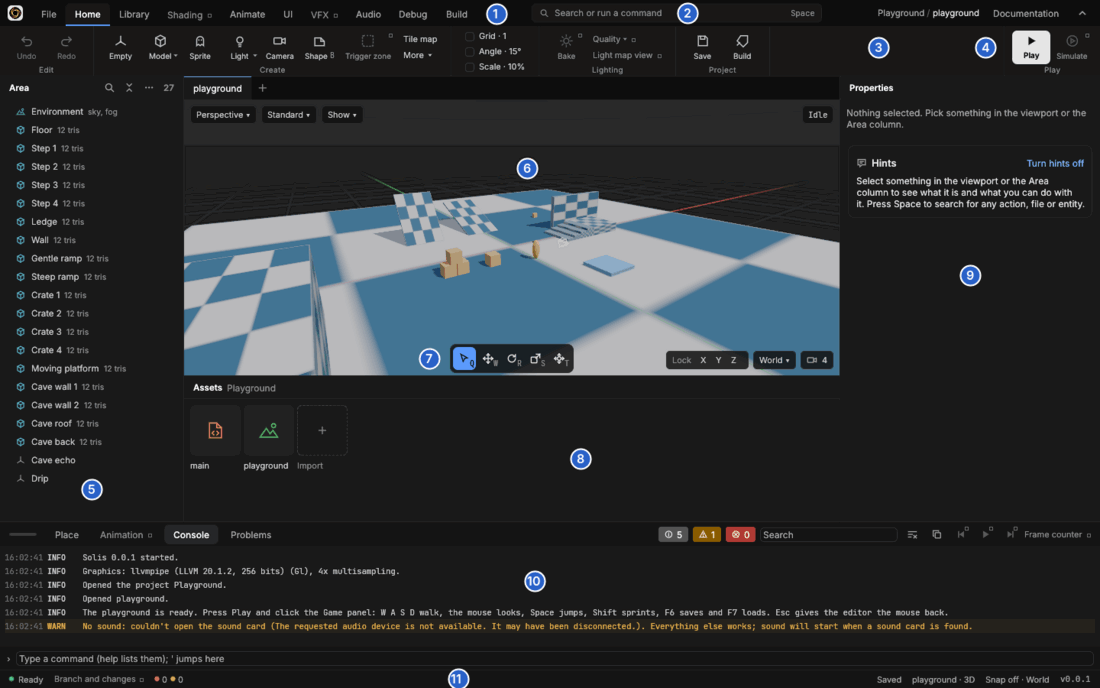 File Home Library Shading Animate UI VFX Audio Debug Build 1 Search or run a command 2 Space Playground / playground Documentation
Undo Redo Empty Model Sprite Light Camera Shape Trigger zone Tile map More
Edit Create
Grid · 1
Angle · 15°
Scale · 10%
Bake Quality Light map view
Lighting
Save Build
Project
3
4
Play Simulate
Play
Area 27
Environment sky, fog
Floor 12 tris
Step 1 12 tris
Step 2 12 tris
Step 3 12 tris
Step 4 12 tris
Ledge 12 tris
Wall 12 tris
Gentle ramp 12 tris
Steep ramp 12 tris
Crate 1 12 tris
Crate 2 12 tris
Crate 3 12 tris
Crate 4 12 tris
Moving platform 12 tris
Cave wall 1 12 tris
Cave wall 2 12 tris
Cave roof 12 tris
Cave back 12 tris
Cave echo
Drip
5
playground
Perspective Standard Show Idle
6
7 Q W R S T
Lock X Y Z World 4
Assets Playground
main playground Import
8
Properties
Nothing selected. Pick something in the viewport or the
Area column.
Hints Turn hints off
Select something in the viewport or the Area
column to see what it is and what you can do with
it. Press Space to search for any action, file or entity.
9
Place Animation Console Problems 5 1 0 Search Frame counter
16:02:41 INFO Solis 0.0.1 started.
16:02:41 INFO Graphics: llvmpipe (LLVM 20.1.2, 256 bits) (Gl), 4x multisampling.
16:02:41 INFO Opened the project Playground.
16:02:41 INFO Opened playground.
16:02:41 INFO The playground is ready. Press Play and click the Game panel: W A S D walk, the mouse looks, Space jumps, Shift sprints, F6 saves and F7 loads. Esc gives the editor the mouse back.
16:02:41 WARN No sound: couldn't open the sound card (The requested audio device is not available. It may have been disconnected.). Everything else works; sound will start when a sound card is found.
10
› Type a command (help lists them); ' jumps here
Ready Branch and changes 0 0 11 Saved playground · 3D Snap off · World v0.0.1